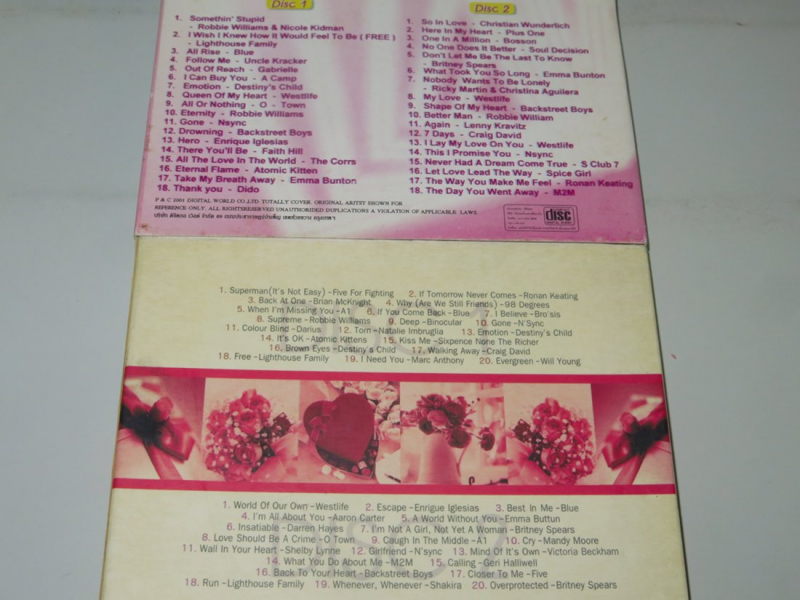 Disc 1
1. Somethin' Stupid
- Robbie Williams & Nicole Kidman
2. I Wish I Knew How It Would Feel To Be ( FREE )
- Lighthouse Family
3. All Rise - Blue
4. Follow Me - Uncle Kracker
5. Out Of Reach - Gabrielle
6. I Can Buy You - A Camp
7. Emotion - Destiny's Child
8. Queen Of My Heart - Westlife
9. All Or Nothing - O - Town
10. Eternity - Robbie Williams
11. Gone - Nsync
12. Drowning - Backstreet Boys
13. Hero - Enrique Iglesias
14. There You'll Be - Faith Hill
15. All The Love In The World - The Corrs
16. Eternal Flame - Atomic Kitten
17. Take My Breath Away - Emma Bunton
18. Thank you - Dido
Disc 2
1. So In Love - Christian Wunderlich
2. Here In My Heart - Plus One
3. One In A Million - Bosson
4. No One Does It Better - Soul Decision
5. Don't Let Me Be The Last To Know
- Britney Spears
6. What Took You So Long - Emma Bunton
7. Nobody Wants To Be Lonely
- Ricky Martin & Christina Aguilera
8. My Love - Westlife
9. Shape Of My Heart - Backstreet Boys
10. Better Man - Robbie William
11. Again - Lenny Kravitz
12. 7 Days - Craig David
13. I Lay My Love On You - Westlife
14. This I Promise You - Nsync
15. Never Had A Dream Come True - S Club 7
16. Let Love Lead The Way - Spice Girl
17. The Way You Make Me Feel - Ronan Keating
18. The Day You Went Away - M2M
P & C 2001 DIGITAL WORLD CO.,LTD. TOTALLY COVER. ORIGINAL ARITSY SHOWN FOR
REFERENCE ONLY. ALL RIGHTSRESERVED UNAUTHORIZED DUPLICATIONS A VIOLATION OF APPLICABLE LAWS.
disc
1. Superman(It's Not Easy) -Five For Fighting 2. If Tomorrow Never Comes -Ronan Keating
3. Back At One -Brian McKnight 4. Why (Are We Still Friends) -98 Degrees
5. When I'm Missing You -A1 6. If You Come Back -Blue 7. I Believe -Bro'sis
8. Supreme -Robbie Williams 9. Deep -Binocular 10. Gone -N'Sync
11. Colour Blind -Darius 12. Torn -Natalie Imbruglia 13. Emotion -Destiny's Child
14. It's OK -Atomic Kittens 15. Kiss Me -Sixpence None The Richer
16. Brown Eyes -Destiny's Child 17. Walking Away -Craig David
18. Free -Lighthouse Family 19. I Need You -Marc Anthony 20. Evergreen -Will Young
1. World Of Our Own -Westlife 2. Escape -Enrigue Iglesias 3. Best In Me -Blue
4. I'm All About You -Aaron Carter 5. A World Without You -Emma Buttun
6. Insatiable -Darren Hayes 7. I'm Not A Girl, Not Yet A Woman -Britney Spears
8. Love Should Be A Crime -O Town 9. Caugh In The Middle -A1 10. Cry -Mandy Moore
11. Wall In Your Heart -Shelby Lynne 12. Girlfriend -N'sync 13. Mind Of It's Own -Victoria Beckham
14. What You Do About Me -M2M 15. Calling -Geri Halliwell
16. Back To Your Heart -Backstreet Boys 17. Closer To Me -Five
18. Run -Lighthouse Family 19. Whenever, Whenever -Shakira 20. Overprotected -Britney Spears